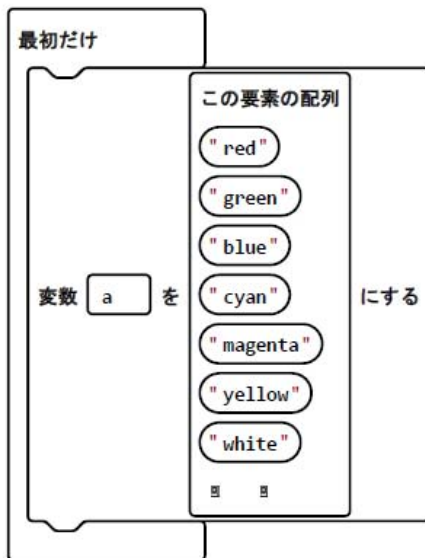 最初だけ
この要素の配列
"red"
"green"
"blue"
変数 a を "cyan" にする
"magenta"
"yellow"
"white"